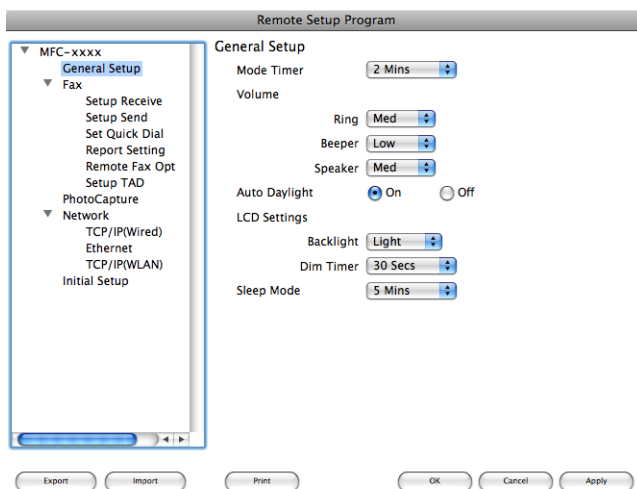 Remote Setup Program
MFC-xxxx
General Setup
Fax
Setup Receive
Setup Send
Set Quick Dial
Report Setting
Remote Fax Opt
Setup TAD
PhotoCapture
Network
TCP/IP(Wired)
Ethernet
TCP/IP(WLAN)
Initial Setup
General Setup
Mode Timer 2 Mins
Volume
Ring Med
Beeper Low
Speaker Med
Auto Daylight On Off
LCD Settings
Backlight Light
Dim Timer 30 Secs
Sleep Mode 5 Mins
Export Import Print OK Cancel Apply